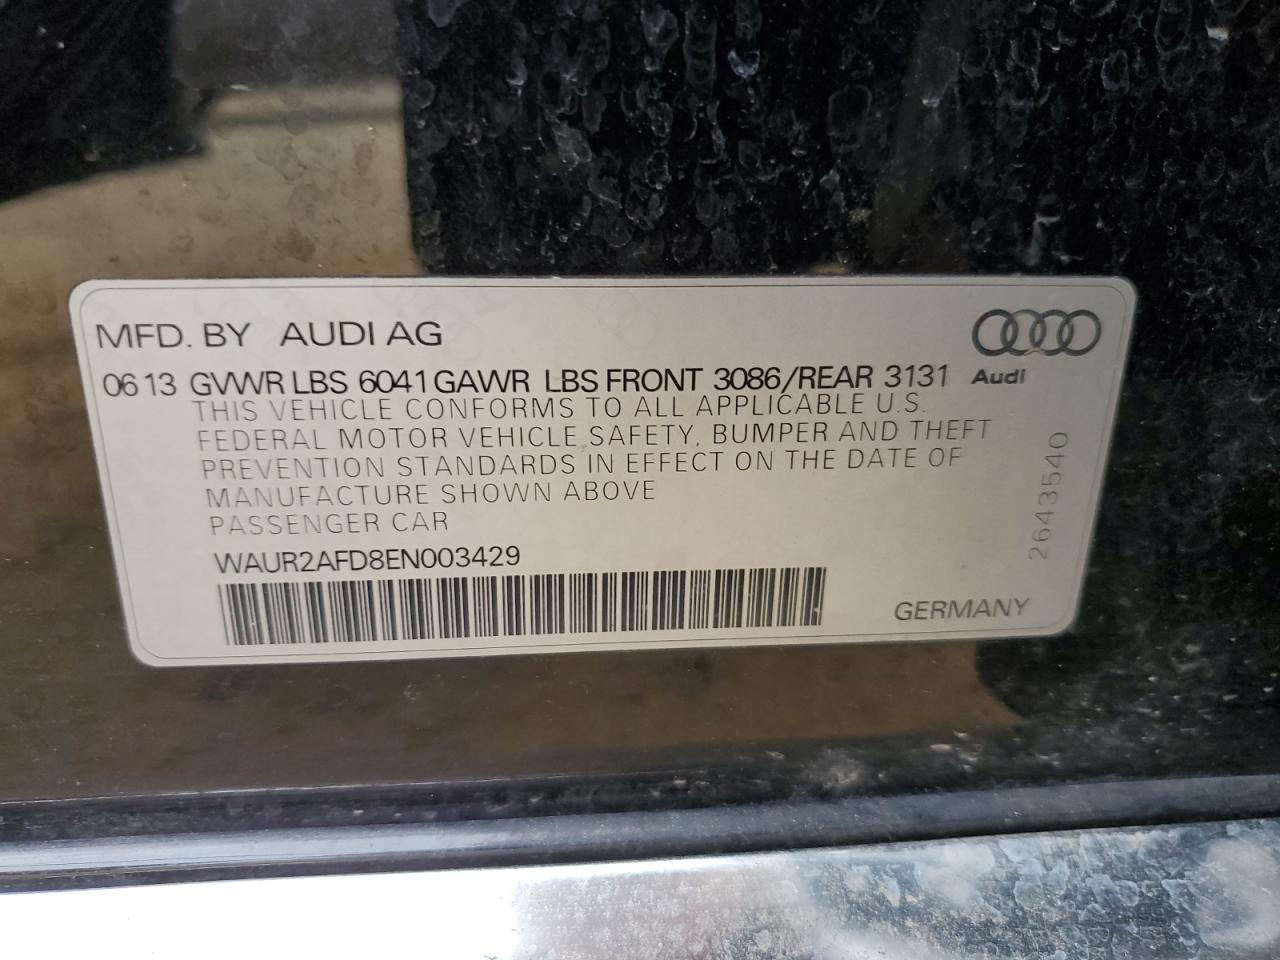 MFD. BY AUDI AG
06 13 GVWR LBS 6041 GAWR LBS FRONT 3086/REAR 3131
Audi
THIS VEHICLE CONFORMS TO ALL APPLICABLE U.S.
FEDERAL MOTOR VEHICLE SAFETY, BUMPER AND THEFT
PREVENTION STANDARDS IN EFFECT ON THE DATE OF
MANUFACTURE SHOWN ABOVE
PASSENGER CAR
WAUR2AFD8EN003429
GERMANY
2643540